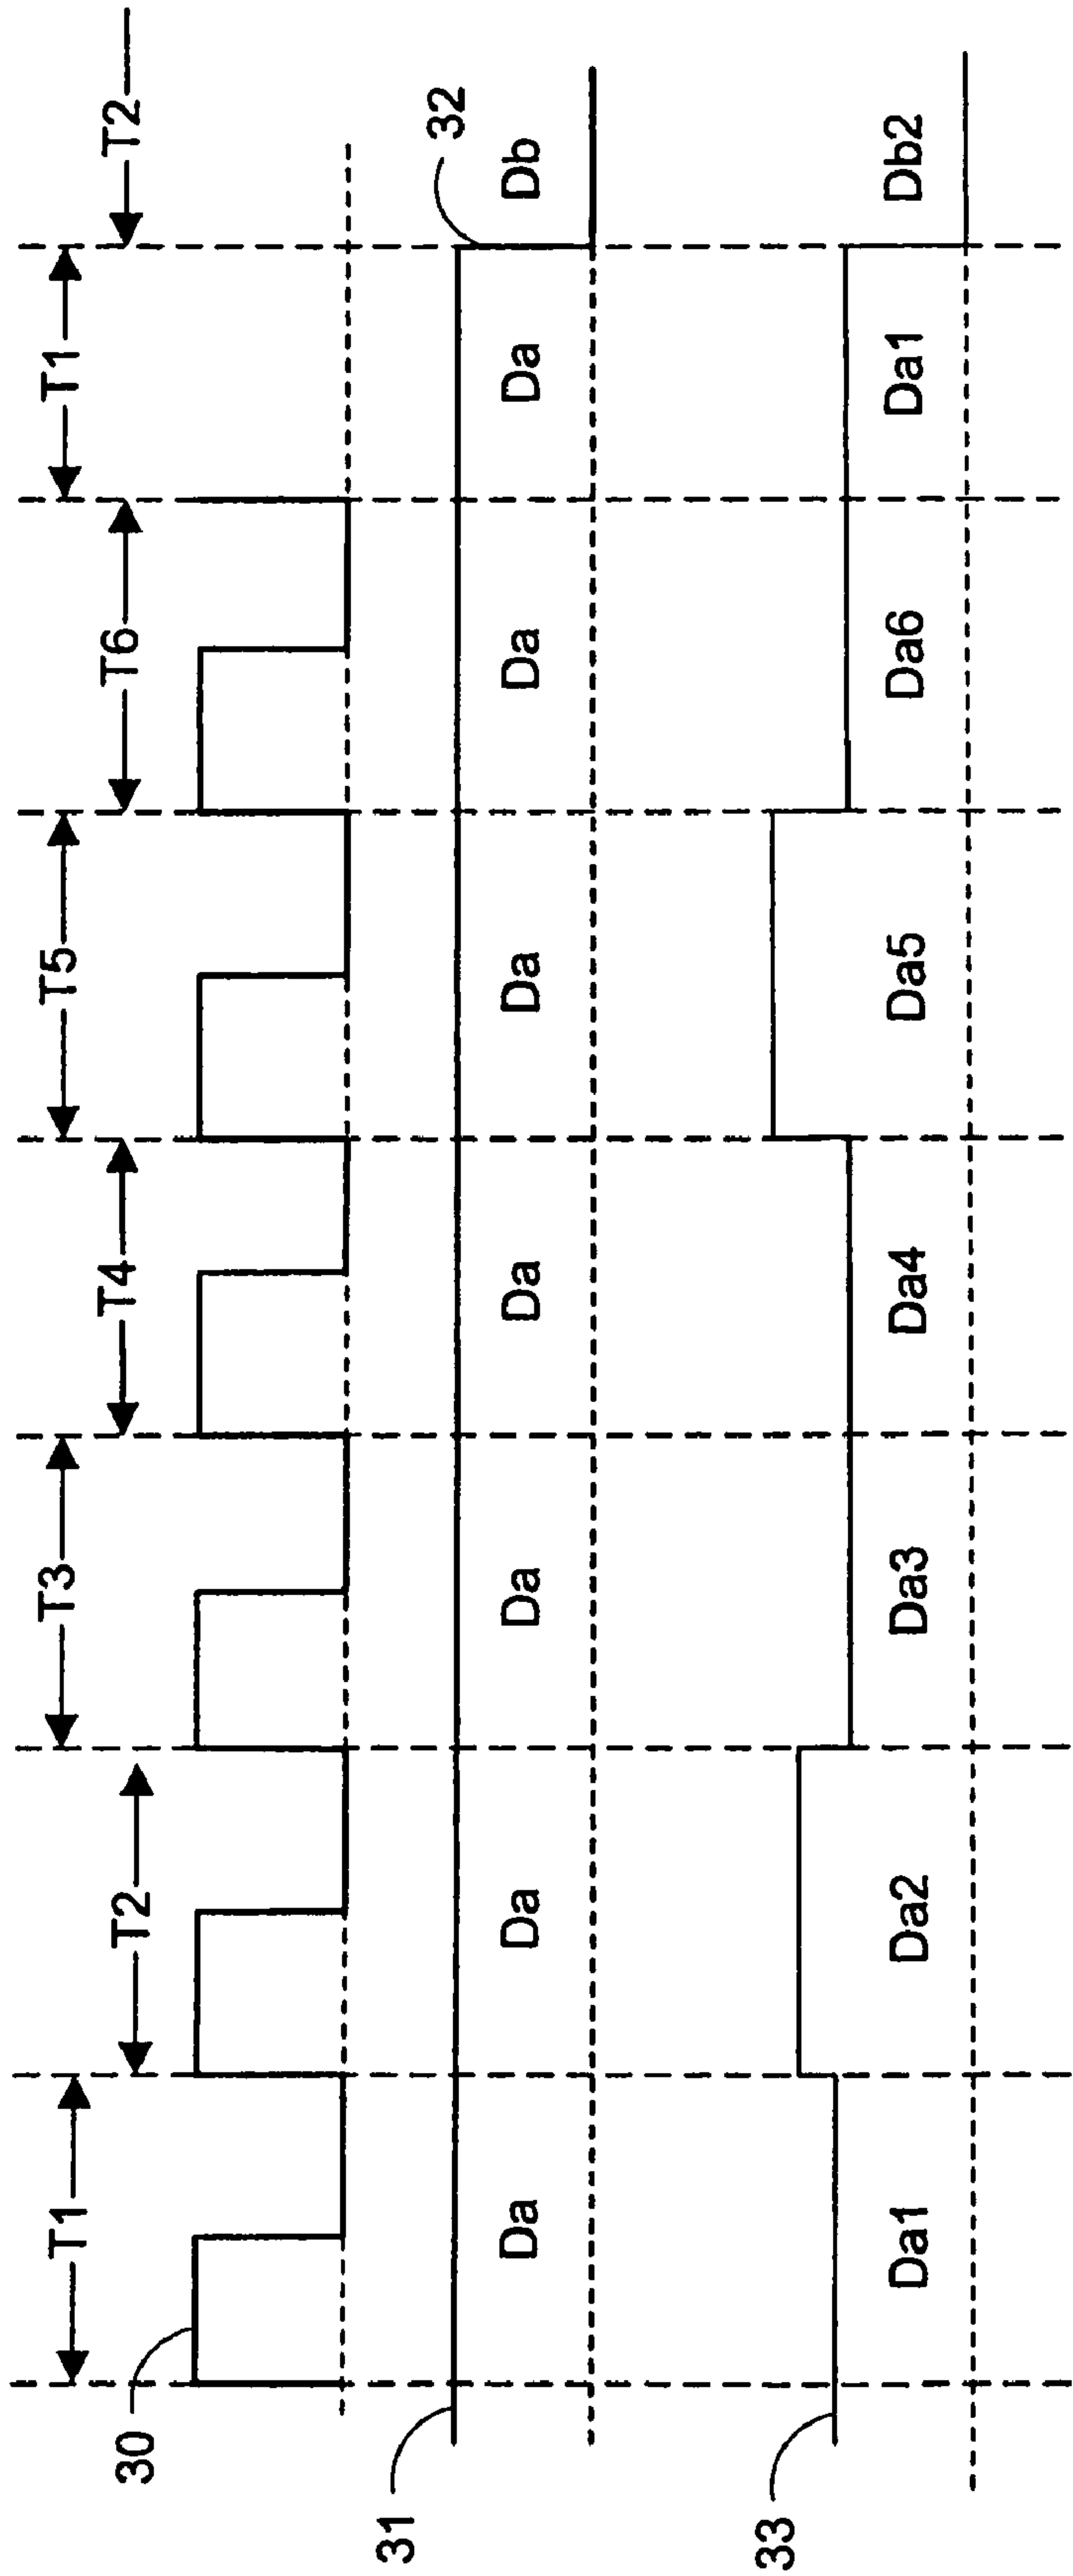 T1 T2 T3 T4 T5 T6 T1 T2
30
31 Da Da Da Da Da Da Da Db 32
33 Da1 Da2 Da3 Da4 Da5 Da6 Da1 Db2